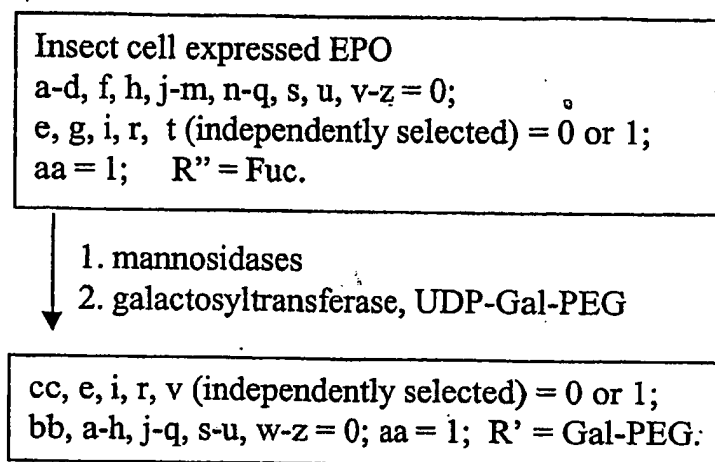 Insect cell expressed EPO
a-d, f, h, j-m, n-q, s, u, v-z = 0;
e, g, i, r, t (independently selected) = 0 or 1;
aa = 1; R” = Fuc.
1. mannosidases
2. galactosyltransferase, UDP-Gal-PEG
cc, e, i, r, v (independently selected) = 0 or 1;
bb, a-h, j-q, s-u, w-z = 0; aa = 1; R’ = Gal-PEG.